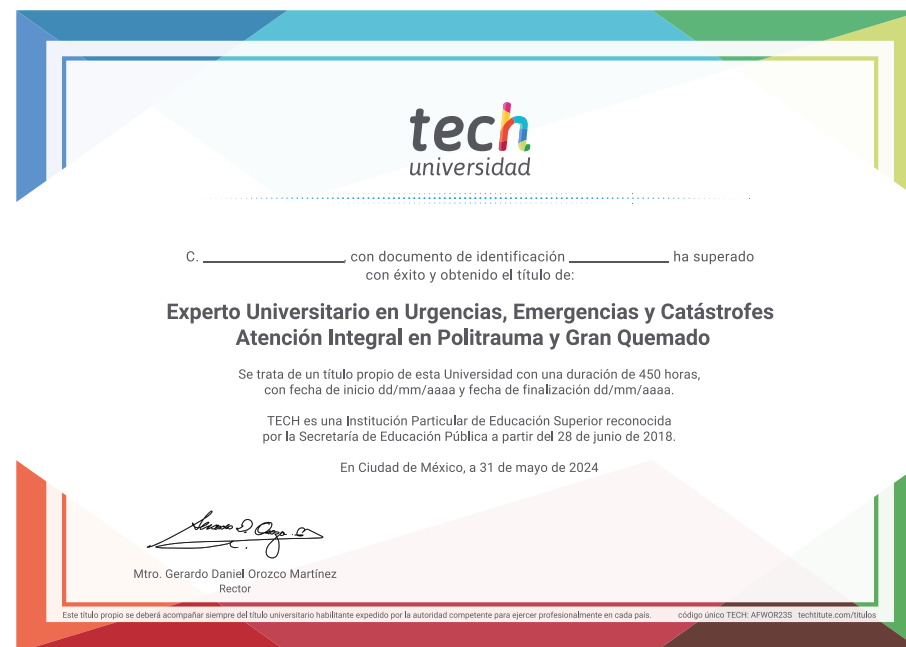 tech
universidad
C. ____________, con documento de identificación ____________ ha superado
con éxito y obtenido el título de:
Experto Universitario en Urgencias, Emergencias y Catástrofes
Atención Integral en Politrauma y Gran Quemado
Se trata de un título propio de esta Universidad con una duración de 450 horas,
con fecha de inicio dd/mm/aaaa y fecha de finalización dd/mm/aaaa.
TECH es una Institución Particular de Educación Superior reconocida
por la Secretaría de Educación Pública a partir del 28 de junio de 2018.
En Ciudad de México, a 31 de mayo de 2024
Mtro. Gerardo Daniel Orozco Martínez
Rector
Este título propio se deberá acompañar siempre del título universitario habilitante expedido por la autoridad competente para ejercer profesionalmente en cada país. código único TECH: AFWOR23S techtitute.com/titulos